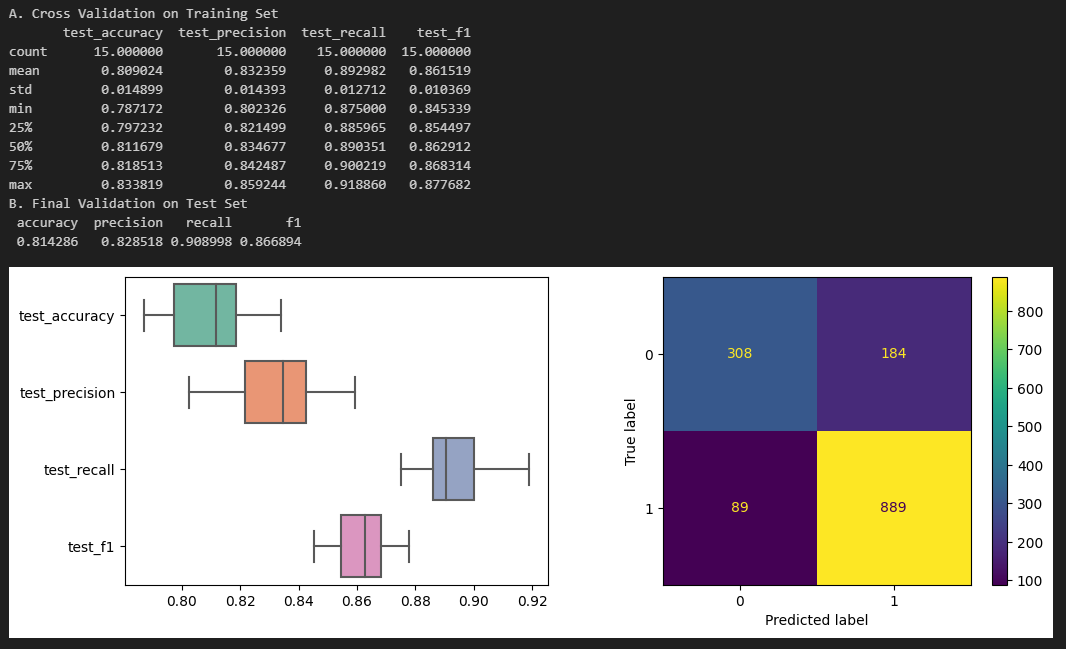 A. Cross Validation on Training Set
       test_accuracy  test_precision  test_recall    test_f1
count      15.000000       15.000000    15.000000  15.000000
mean        0.809024        0.832359     0.892982   0.861519
std         0.014899        0.014393     0.012712   0.010369
min         0.787172        0.802326     0.875000   0.845339
25%         0.797232        0.821499     0.885965   0.854497
50%         0.811679        0.834677     0.890351   0.862912
75%         0.818513        0.842487     0.900219   0.868314
max         0.833819        0.859244     0.918860   0.877682
B. Final Validation on Test Set
 accuracy  precision   recall       f1
 0.814286   0.828518 0.908998 0.866894
test_accuracy
test_precision
test_recall
test_f1
0.80 0.82 0.84 0.86 0.88 0.90 0.92
True label
0
1
308 184
89 889
0 1
Predicted label
800
700
600
500
400
300
200
100